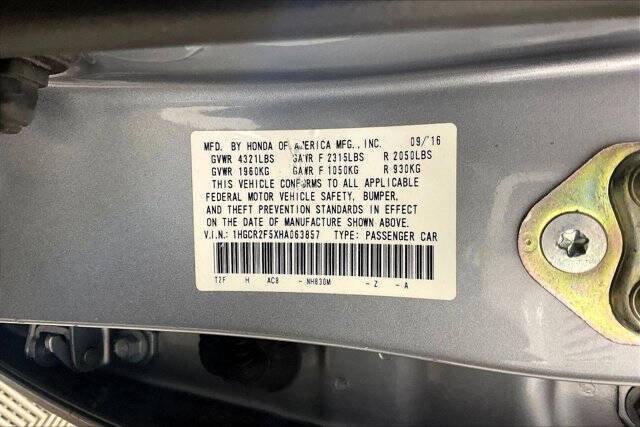 MFD. BY HONDA OF AMERICA MFG., INC. 09/'16
GVWR 4321LBS GAWR F 2315LBS R 2050LBS
GVWR 1960KG GAWR F 1050KG R 930KG
THIS VEHICLE CONFORMS TO ALL APPLICABLE
FEDERAL MOTOR VEHICLE SAFETY, BUMPER,
AND THEFT PREVENTION STANDARDS IN EFFECT
ON THE DATE OF MANUFACTURE SHOWN ABOVE.
V.I.N.: 1HGCR2F5XHA063857 TYPE: PASSENGER CAR
T2F H AC8 - NH830M - Z - A